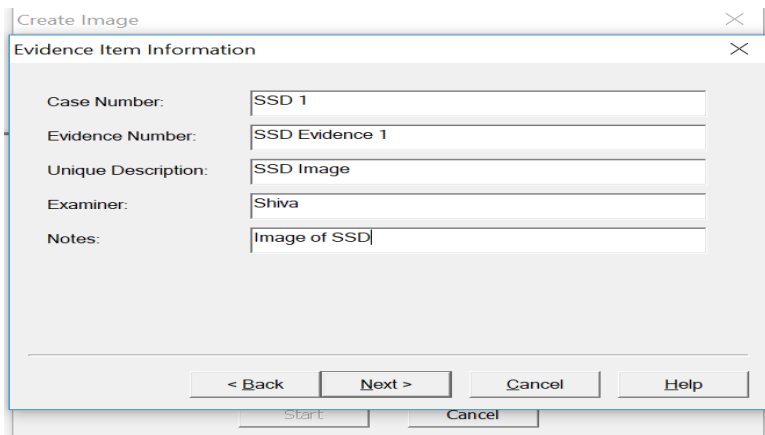 Create Image
Evidence Item Information
Case Number: SSD 1
Evidence Number: SSD Evidence 1
Unique Description: SSD Image
Examiner: Shiva
Notes: Image of SSD
< Back Next > Cancel Help
Start Cancel